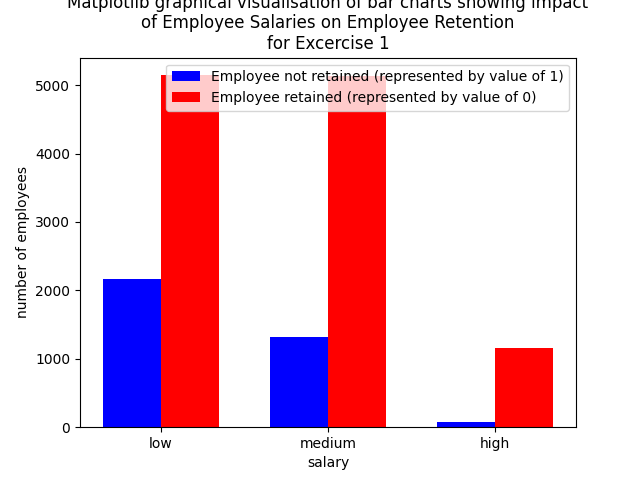 Matplotlib graphical visualisation of bar charts showing impact
of Employee Salaries on Employee Retention
for Excercise 1
Employee not retained (represented by value of 1)
Employee retained (represented by value of 0)
5000
4000
3000
2000
1000
0
number of employees
low medium high
salary